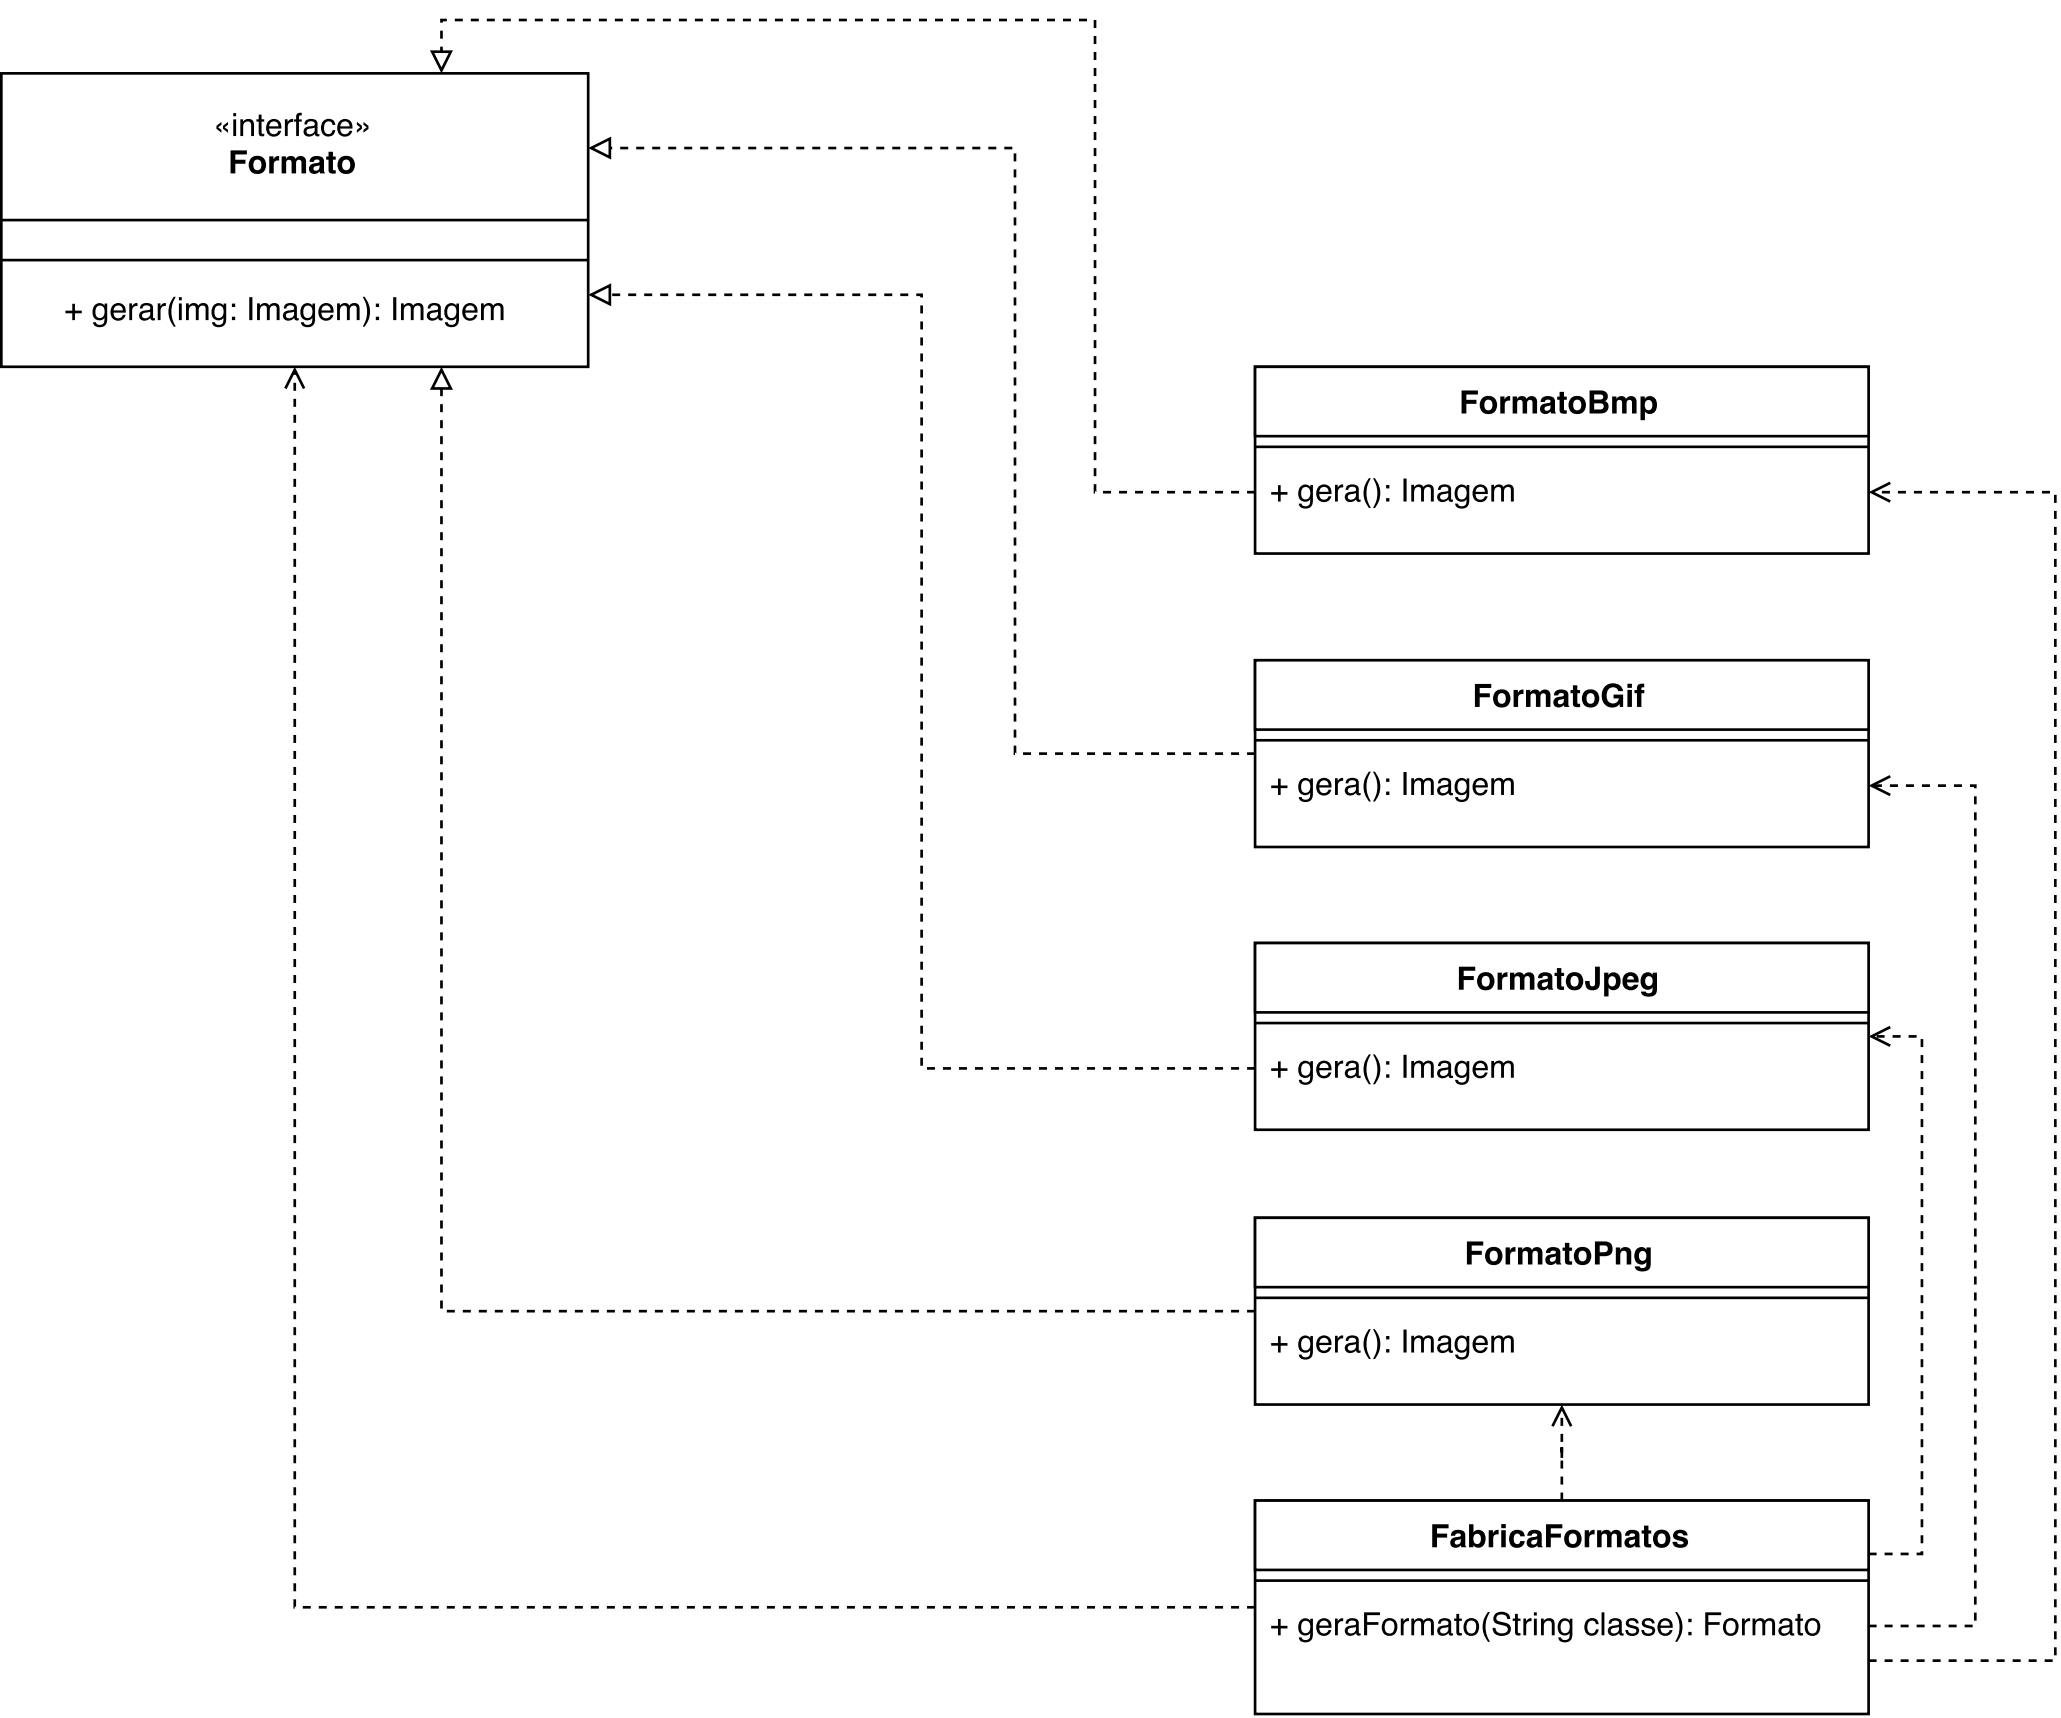 «interface»
Formato
+ gerar(img: Imagem): Imagem
FormatoBmp
+ gera(): Imagem
FormatoGif
+ gera(): Imagem
FormatoJpeg
+ gera(): Imagem
FormatoPng
+ gera(): Imagem
FabricaFormatos
+ geraFormato(String classe): Formato